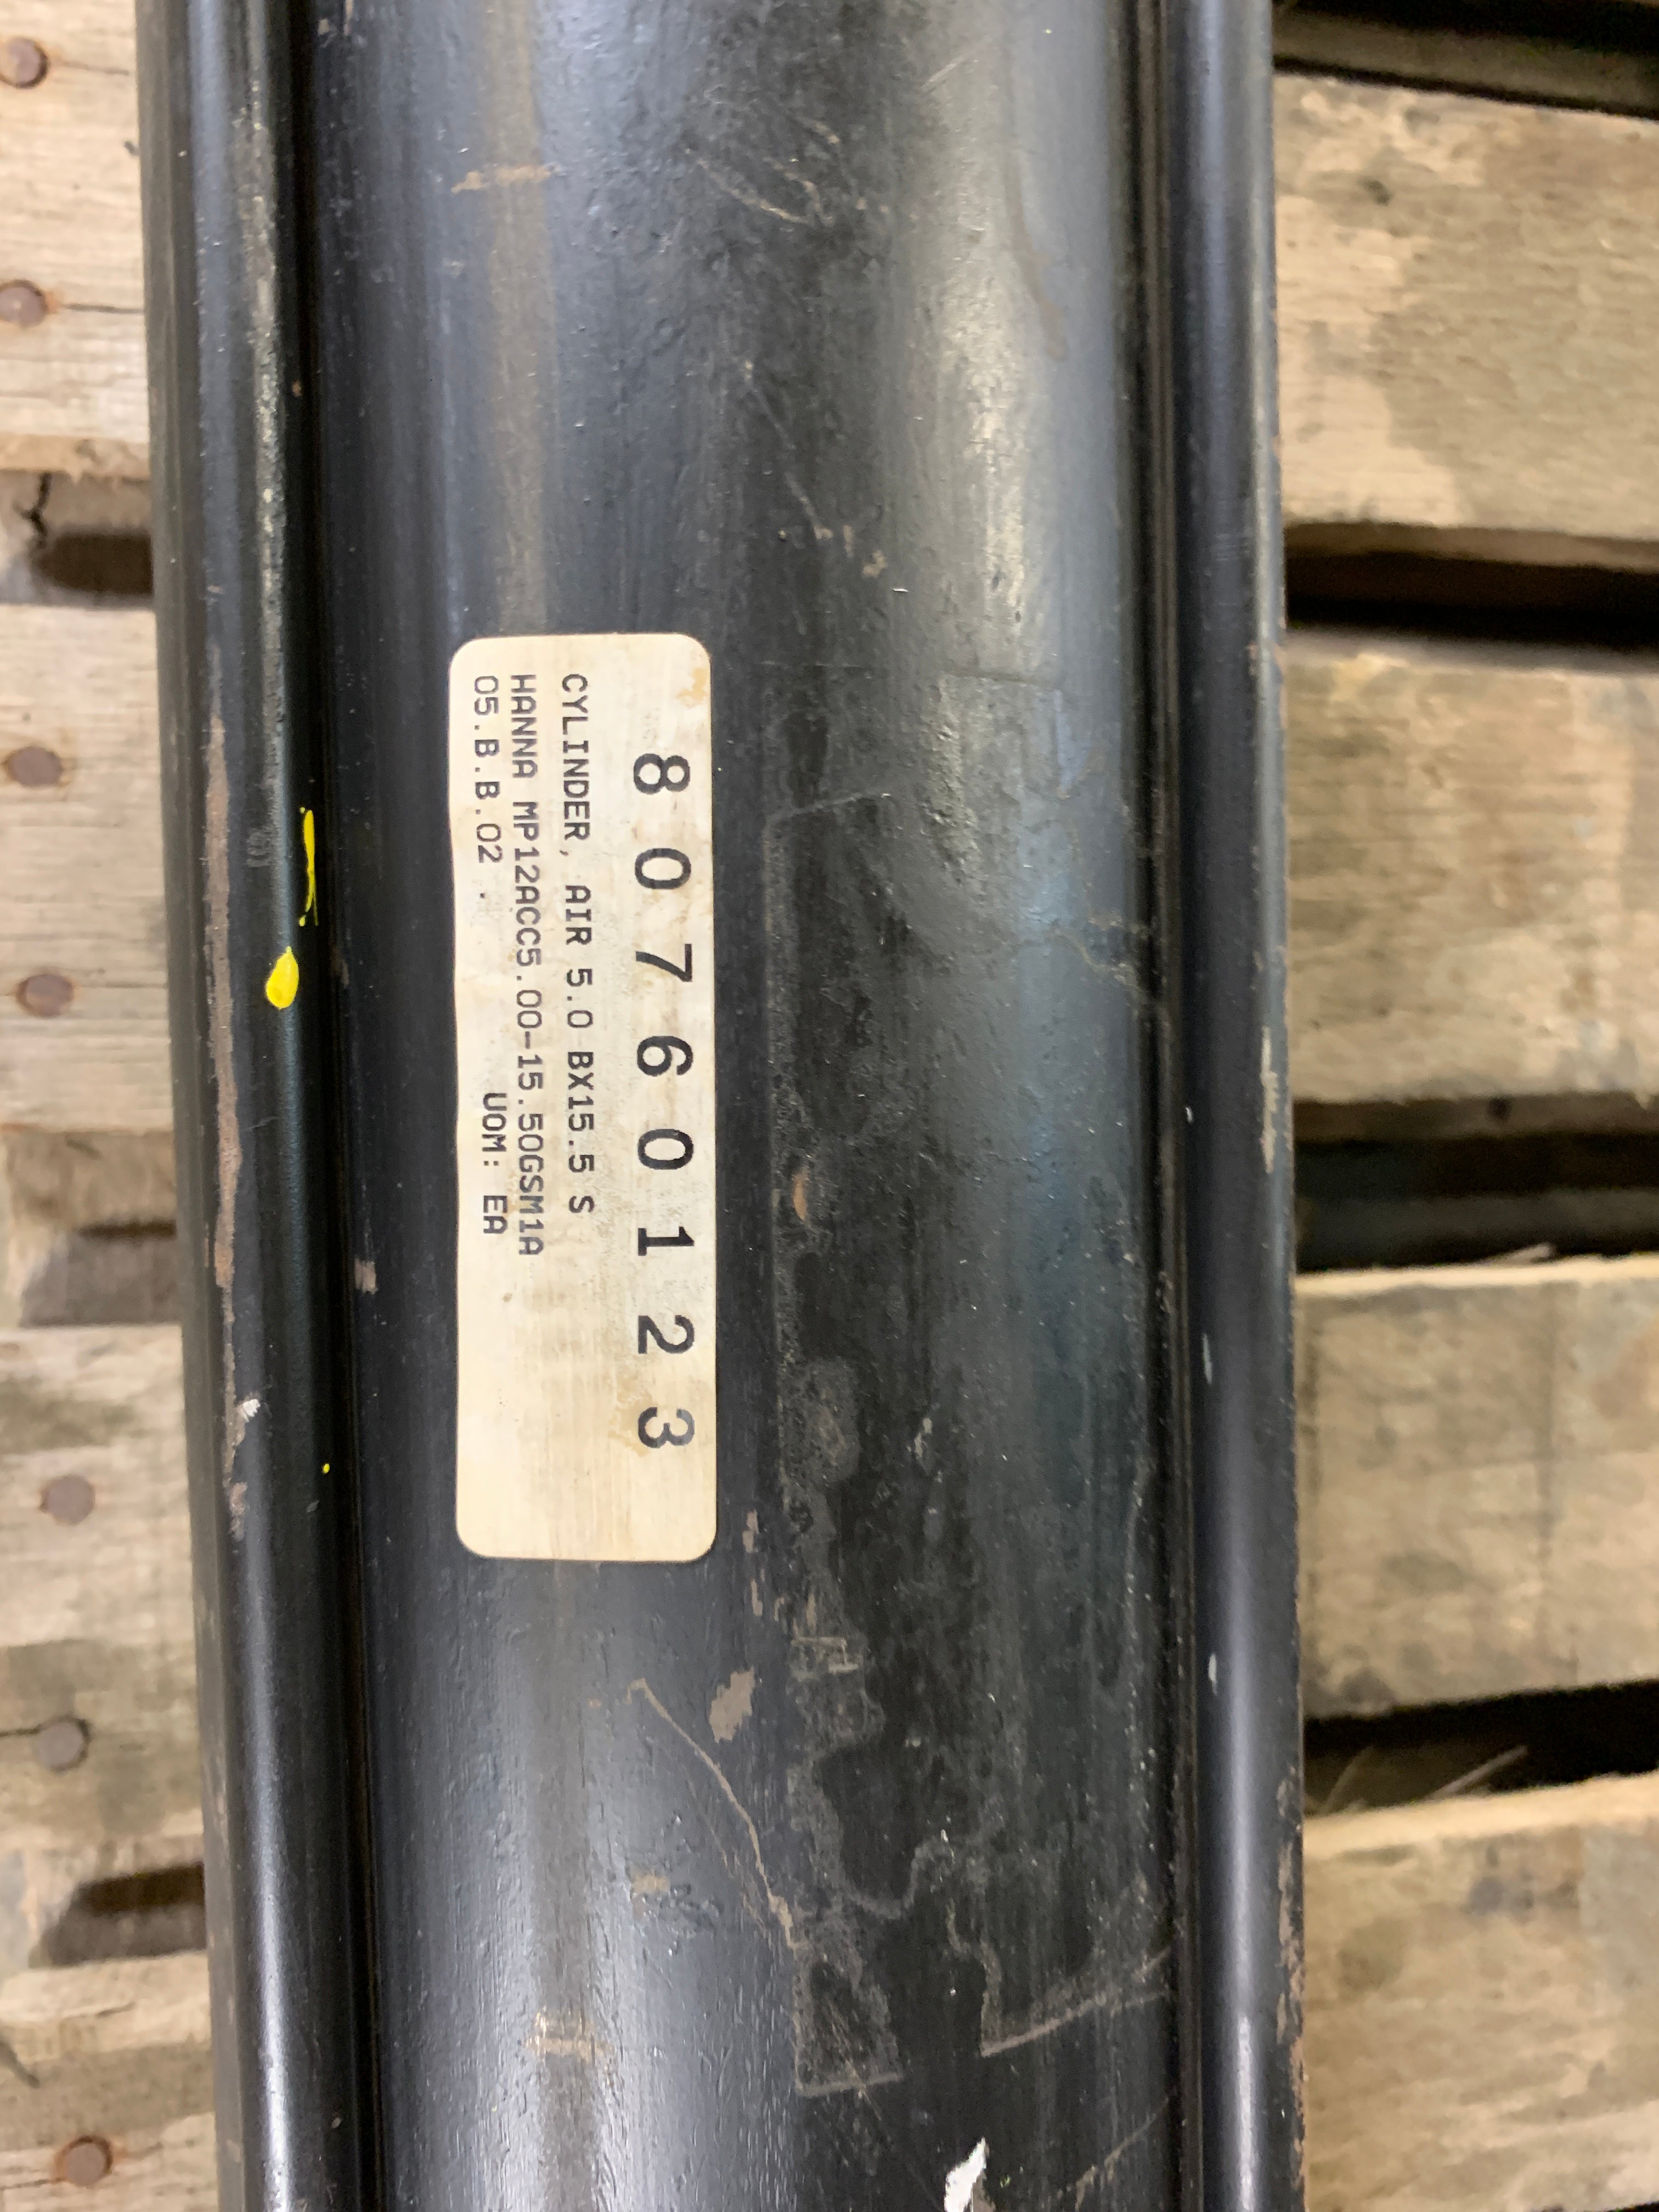 80760123
CYLINDER, AIR 5.0 BX15.5 S
HANNA MP12ACC5.00-15.50GSM1A
05.B.B.02 . UOM: EA